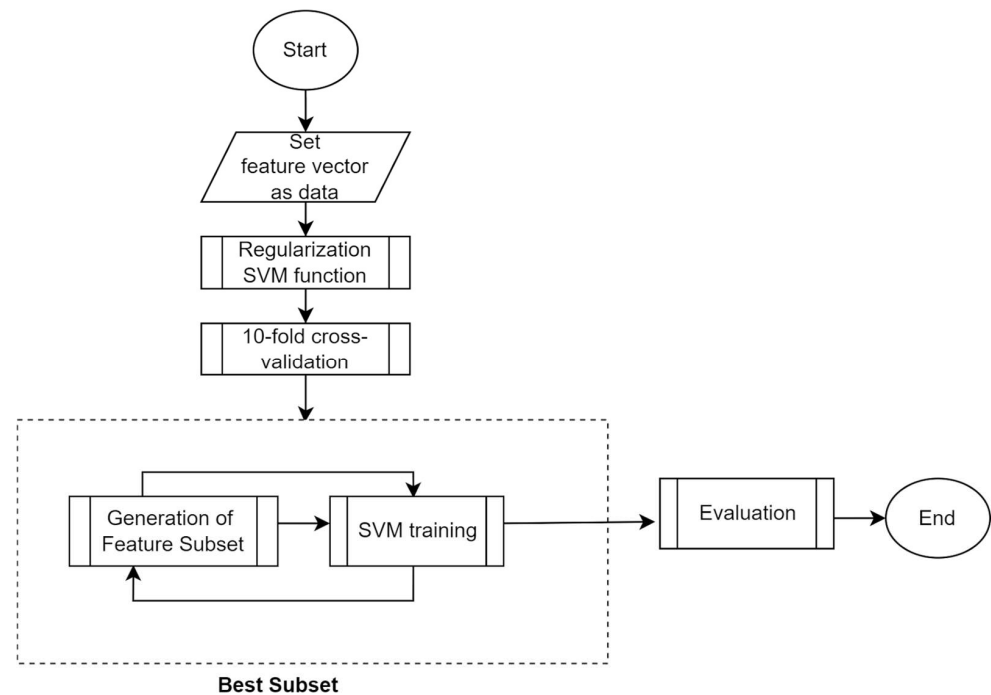 Start
Set
feature vector
as data
Regularization
SVM function
10-fold cross-
validation
Generation of
Feature Subset
SVM training
Evaluation
End
Best Subset